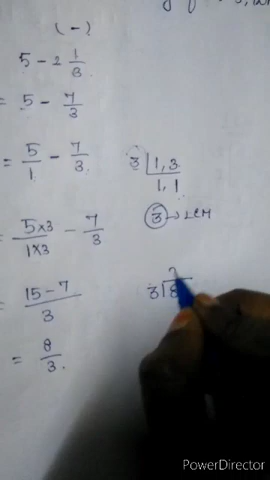 (-)
5 - 2 1/3
= 5 - 7/3
= 5/1 - 7/3
= 5×3/1×3 - 7/3
= 15-7/3
= 8/3.
3 | 1, 3
1, 1
3 → LCM
3
PowerDirector